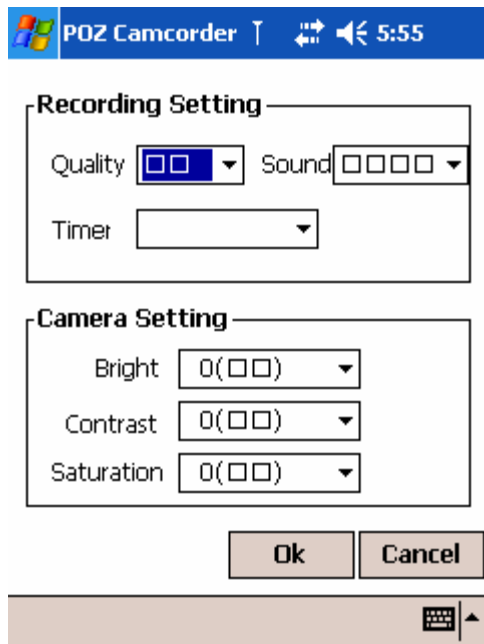 POZ Camcorder 5:55
Recording Setting
Quality □□ Sound □□□□
Timer
Camera Setting
Bright 0(□□)
Contrast 0(□□)
Saturation 0(□□)
Ok Cancel